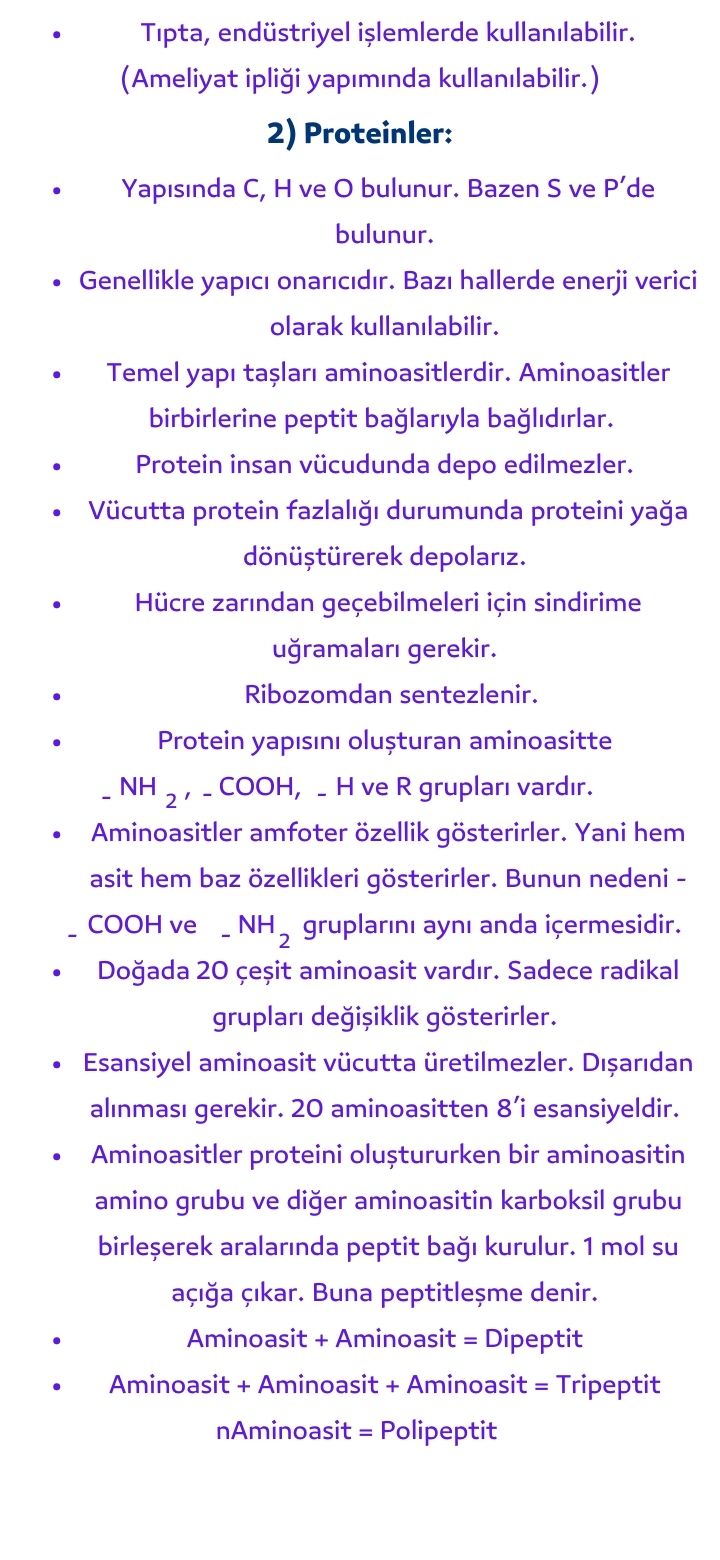 • Tıpta, endüstriyel işlemlerde kullanılabilir.
(Ameliyat ipliği yapımında kullanılabilir.)
2) Proteinler:
• Yapısında C, H ve O bulunur. Bazen S ve P’de
bulunur.
• Genellikle yapıcı onarıcıdır. Bazı hallerde enerji verici
olarak kullanılabilir.
• Temel yapı taşları aminoasitlerdir. Aminoasitler
birbirlerine peptit bağlarıyla bağlıdırlar.
• Protein insan vücudunda depo edilmezler.
• Vücutta protein fazlalığı durumunda proteini yağa
dönüştürerek depolarız.
• Hücre zarından geçebilmeleri için sindirime
uğramaları gerekir.
• Ribozomdan sentezlenir.
• Protein yapısını oluşturan aminoasitte
- NH 2 , - COOH, - H ve R grupları vardır.
• Aminoasitler amfoter özellik gösterirler. Yani hem
asit hem baz özellikleri gösterirler. Bunun nedeni -
- COOH ve - NH 2 gruplarını aynı anda içermesidir.
• Doğada 20 çeşit aminoasit vardır. Sadece radikal
grupları değişiklik gösterirler.
• Esansiyel aminoasit vücutta üretilmezler. Dışarıdan
alınması gerekir. 20 aminoasitten 8’i esansiyeldir.
• Aminoasitler proteini oluştururken bir aminoasitin
amino grubu ve diğer aminoasitin karboksil grubu
birleşerek aralarında peptit bağı kurulur. 1 mol su
açığa çıkar. Buna peptitleşme denir.
• Aminoasit + Aminoasit = Dipeptit
• Aminoasit + Aminoasit + Aminoasit = Tripeptit
nAminoasit = Polipeptit